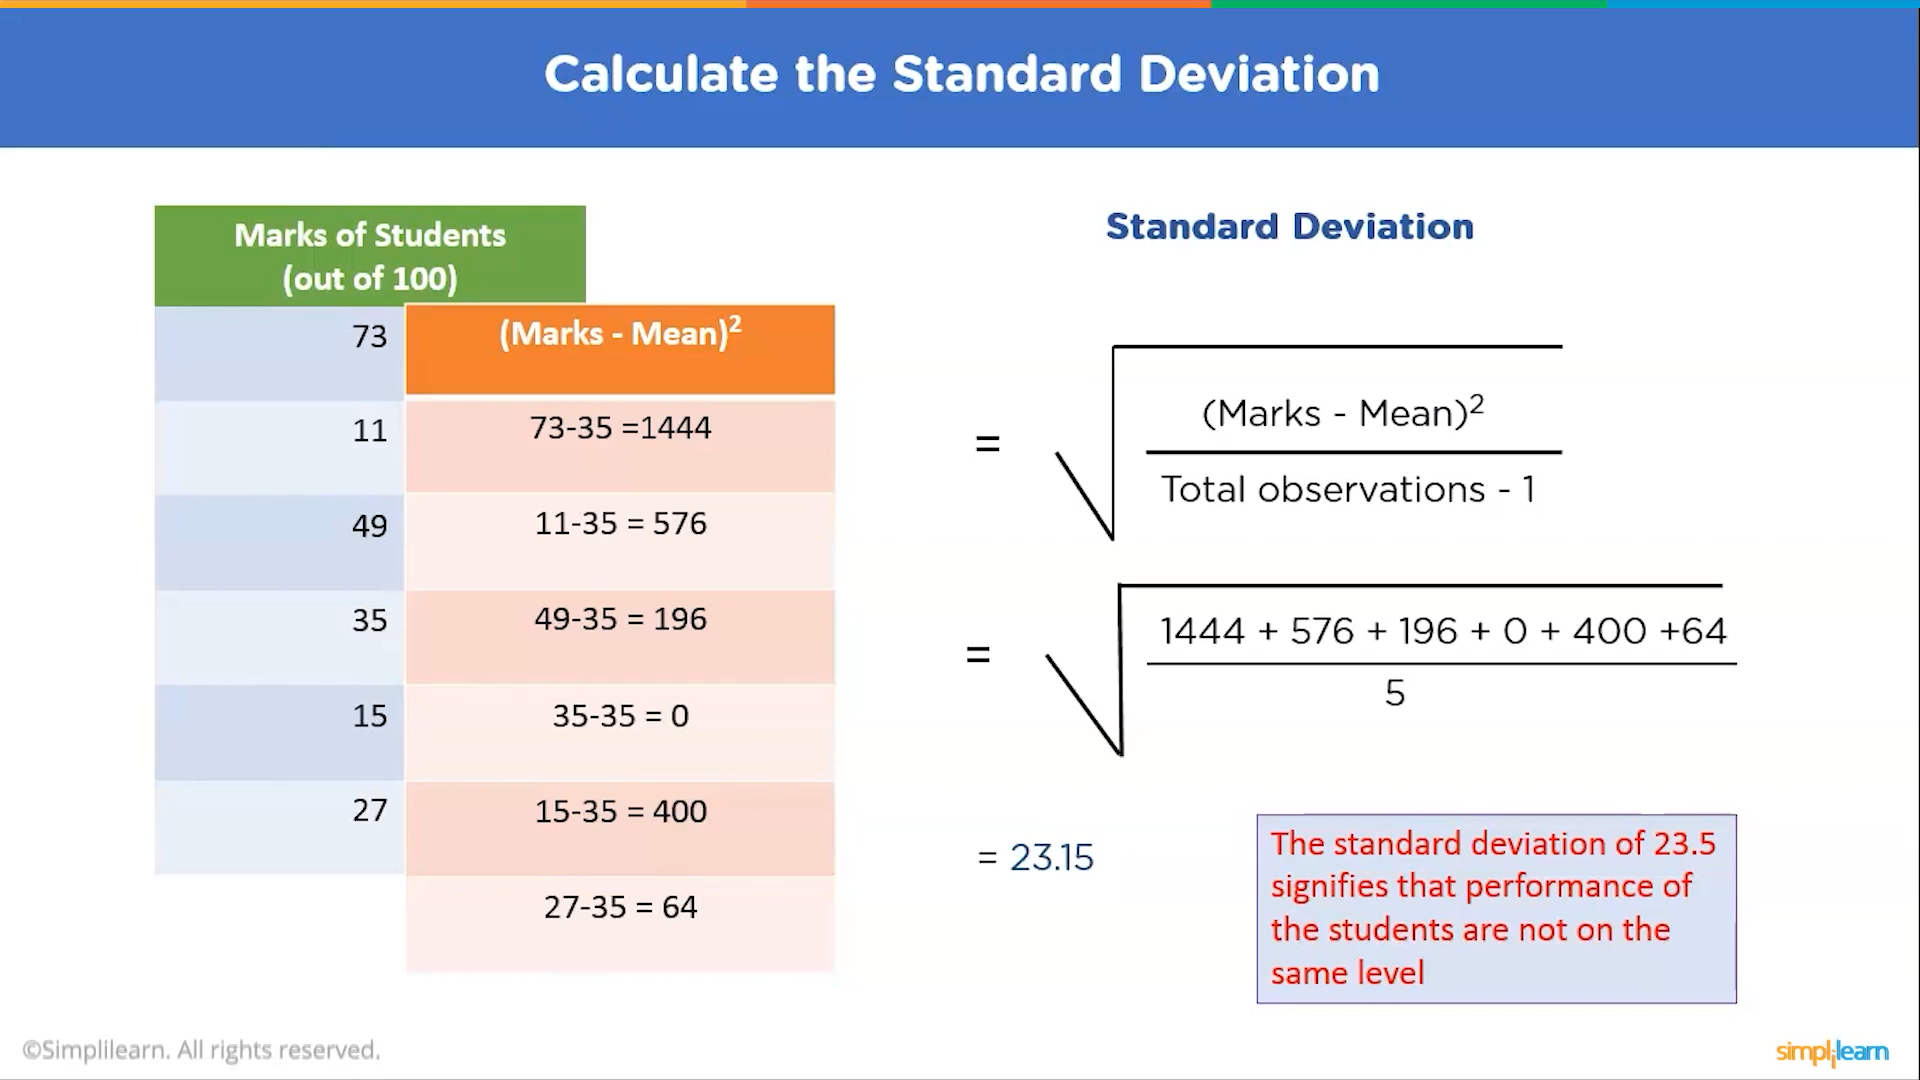 Calculate the Standard Deviation
Marks of Students
(out of 100)
73
11
49
35
15
27
(Marks - Mean)²
73-35 =1444
11-35 = 576
49-35 = 196
35-35 = 0
15-35 = 400
27-35 = 64
Standard Deviation
=
(Marks - Mean)²
Total observations - 1
=
1444 + 576 + 196 + 0 + 400 +64
5
= 23.15
The standard deviation of 23.5
signifies that performance of
the students are not on the
same level
©Simplilearn. All rights reserved.
simplilearn